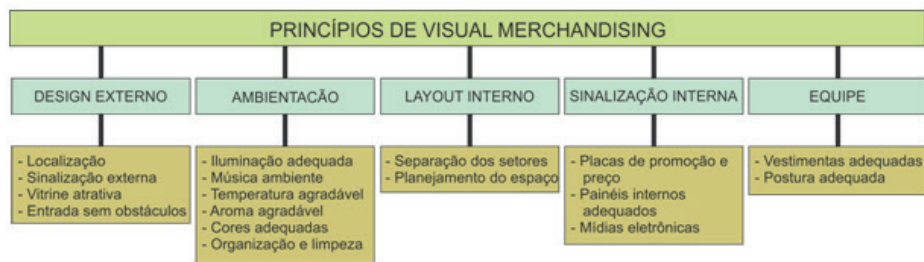 PRINCÍPIOS DE VISUAL MERCHANDISING
DESIGN EXTERNO
- Localização
- Sinalização externa
- Vitrine atrativa
- Entrada sem obstáculos
AMBIENTACÃO
- Iluminação adequada
- Música ambiente
- Temperatura agradável
- Aroma agradável
- Cores adequadas
- Organização e limpeza
LAYOUT INTERNO
- Separação dos setores
- Planejamento do espaço
SINALIZAÇÃO INTERNA
- Placas de promoção e
preço
- Painéis internos
adequados
- Mídias eletrônicas
EQUIPE
- Vestimentas adequadas
- Postura adequada